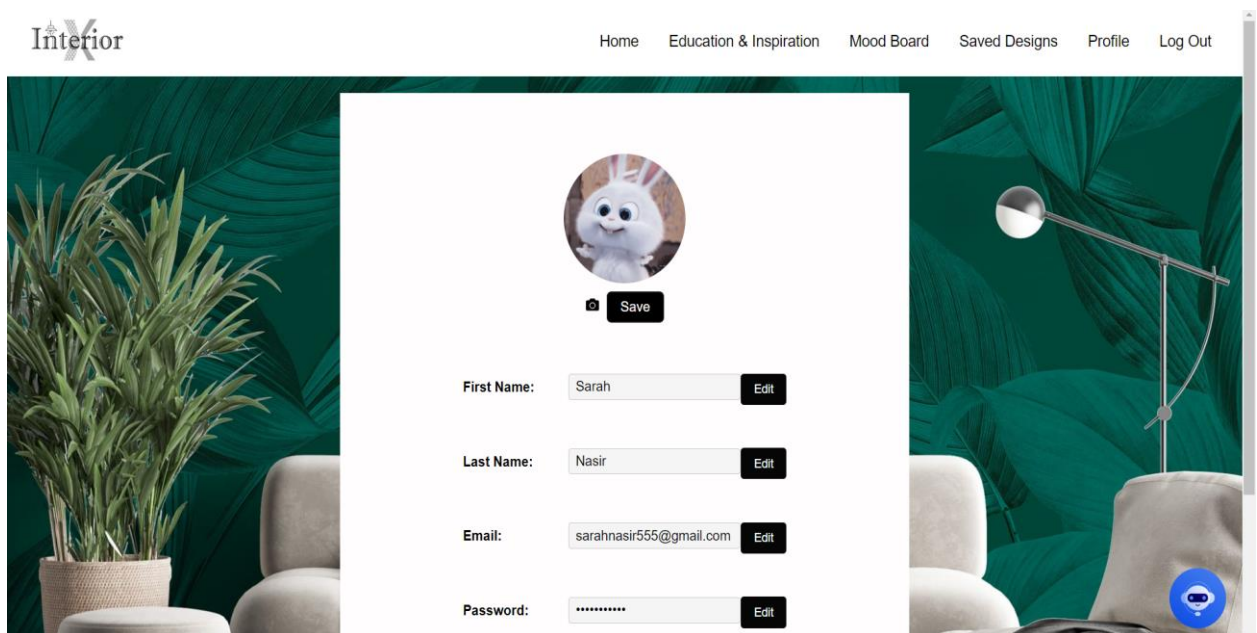 InteriorX
Home Education & Inspiration Mood Board Saved Designs Profile Log Out
Save
First Name: Sarah Edit
Last Name: Nasir Edit
Email: sarahnasir555@gmail.com Edit
Password: ••••••••••• Edit